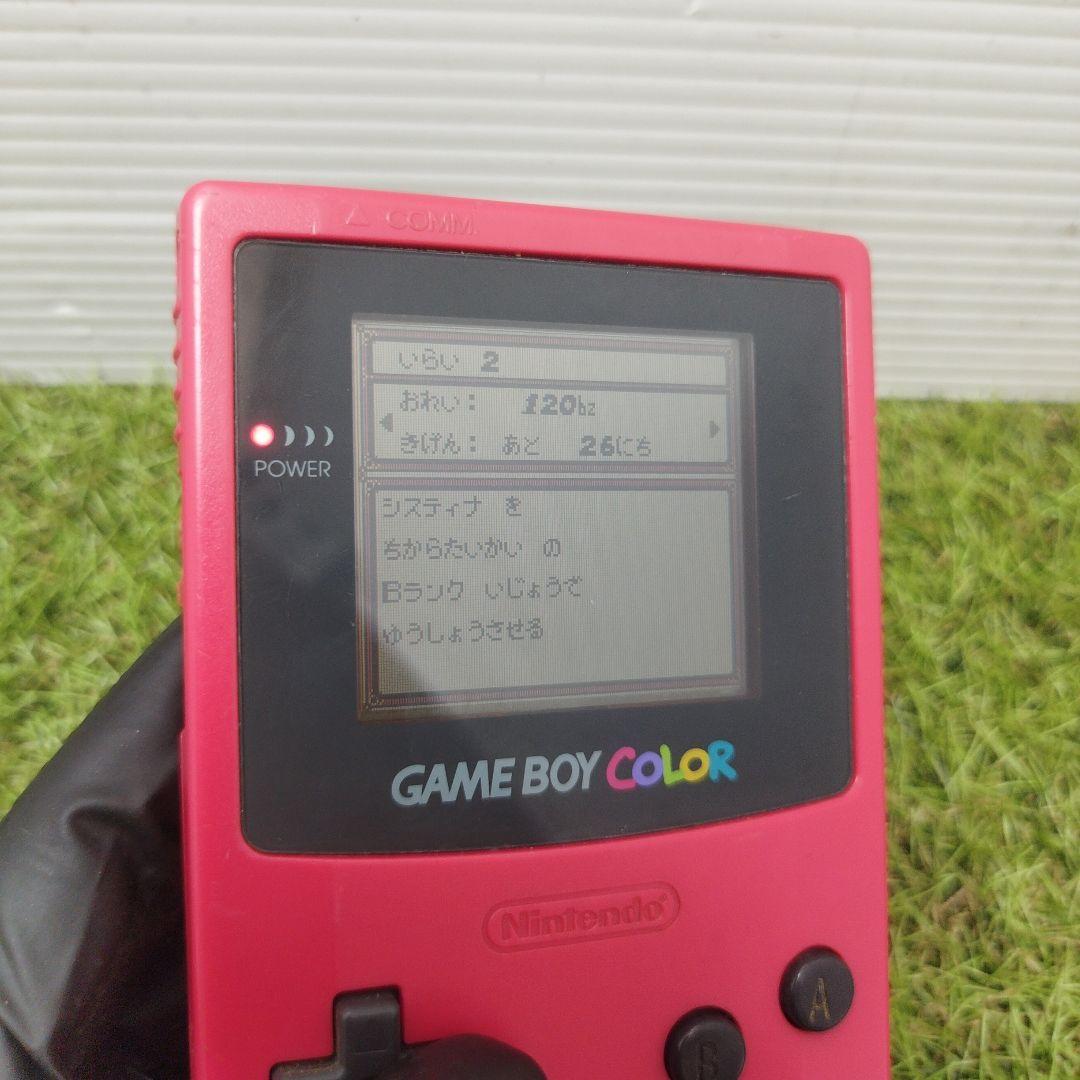 △ COMM.
いらい 2
おれい: 120hz
きげん: あと 26にち
システィナ を
ちからたいかい の
Bランク いじょうで
ゆうしょうさせる
POWER
GAME BOY COLOR
Nintendo®
A
B